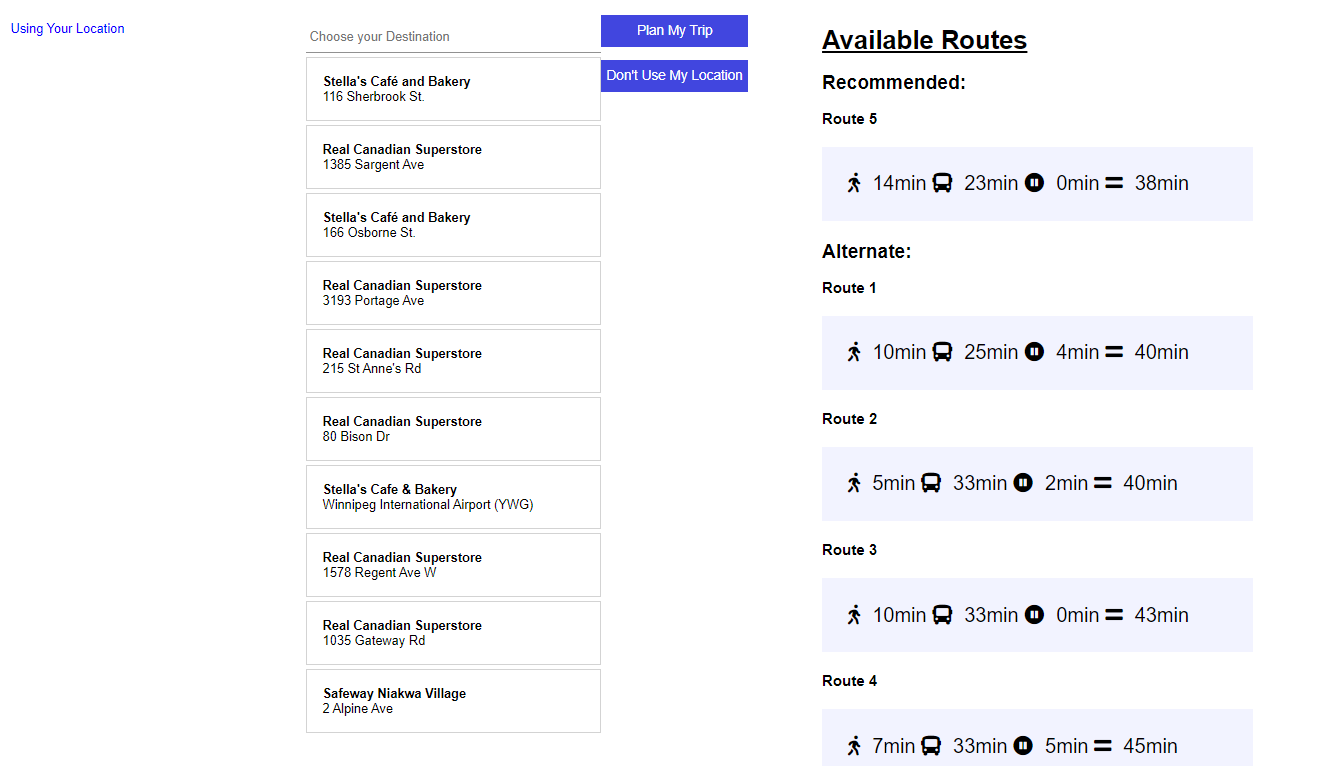 Using Your Location
Choose your Destination
Stella's Café and Bakery
116 Sherbrook St.
Real Canadian Superstore
1385 Sargent Ave
Stella's Café and Bakery
166 Osborne St.
Real Canadian Superstore
3193 Portage Ave
Real Canadian Superstore
215 St Anne's Rd
Real Canadian Superstore
80 Bison Dr
Stella's Cafe & Bakery
Winnipeg International Airport (YWG)
Real Canadian Superstore
1578 Regent Ave W
Real Canadian Superstore
1035 Gateway Rd
Safeway Niakwa Village
2 Alpine Ave
Plan My Trip
Don't Use My Location
Available Routes
Recommended:
Route 5
14min 23min 0min = 38min
Alternate:
Route 1
10min 25min 4min = 40min
Route 2
5min 33min 2min = 40min
Route 3
10min 33min 0min = 43min
Route 4
7min 33min 5min = 45min